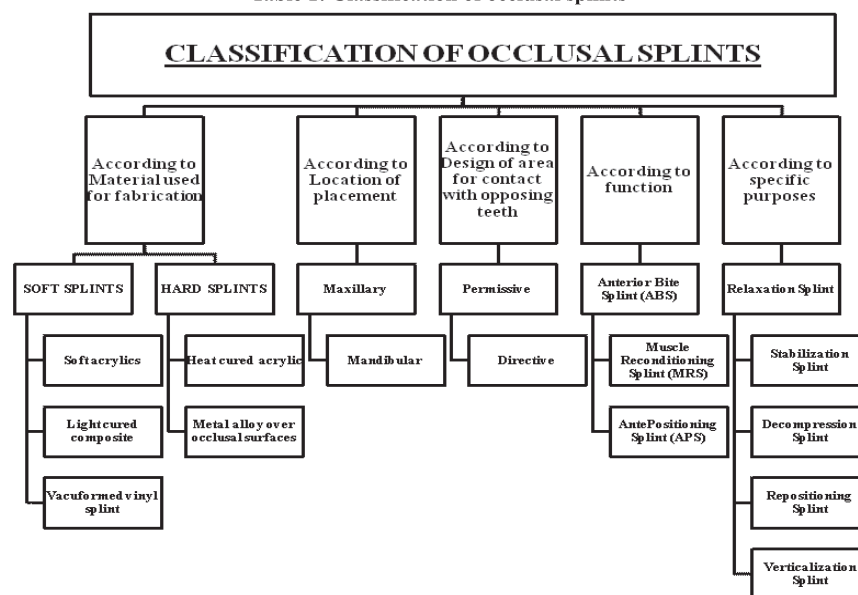 CLASSIFICATION OF OCCLUSAL SPLINTS
According to
Material used
for fabrication
According to
Location of
placement
According to
Design of area
for contact
with opposing
teeth
According to
function
According to
specific
purposes
SOFT SPLINTS
HARD SPLINTS
Maxillary
Permissive
Anterior Bite
Splint (ABS)
Relaxation Splint
Soft acrylics
Heat cured acrylic
Mandibular
Directive
Muscle
Reconditioning
Splint (MRS)
Stabilization
Splint
Light cured
composite
Metal alloy over
occlusal surfaces
AntePositioning
Splint (APS)
Decompression
Splint
Vacuformed vinyl
splint
Repositioning
Splint
Verticalization
Splint